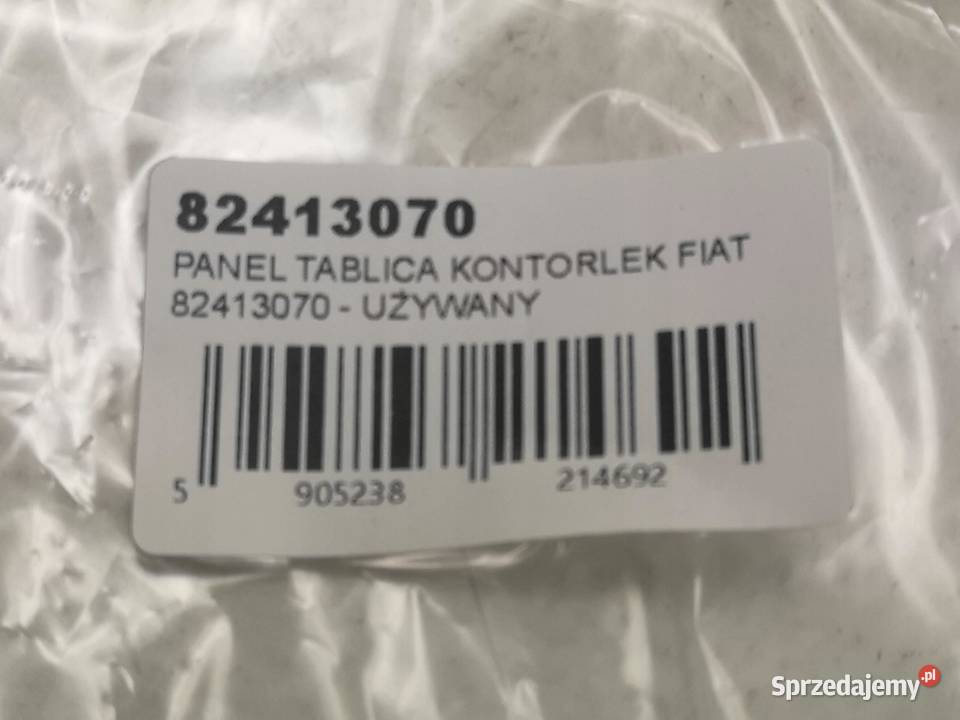 82413070
PANEL TABLICA KONTORLEK FIAT
82413070 - UŻYWANY
5 905238 214692
Sprzedajemy.pl